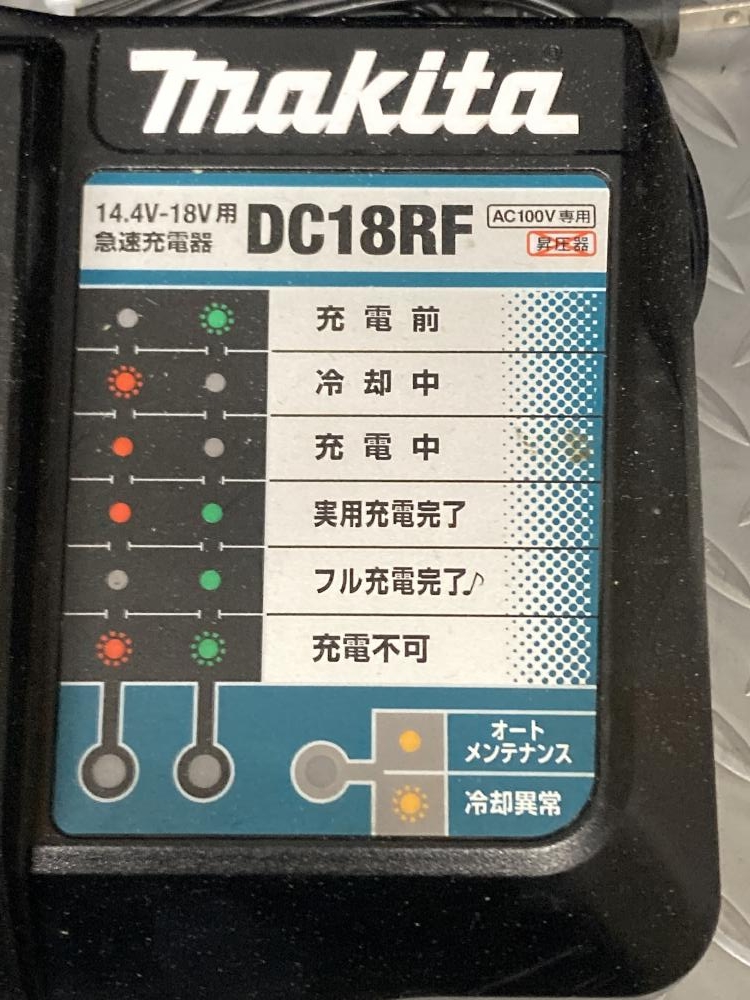 makita®
14.4V-18V用
急速充電器
DC18RF
AC100V専用
昇圧器
充電前
冷却中
充電中
実用充電完了
フル充電完了♪
充電不可
オート
メンテナンス
冷却異常